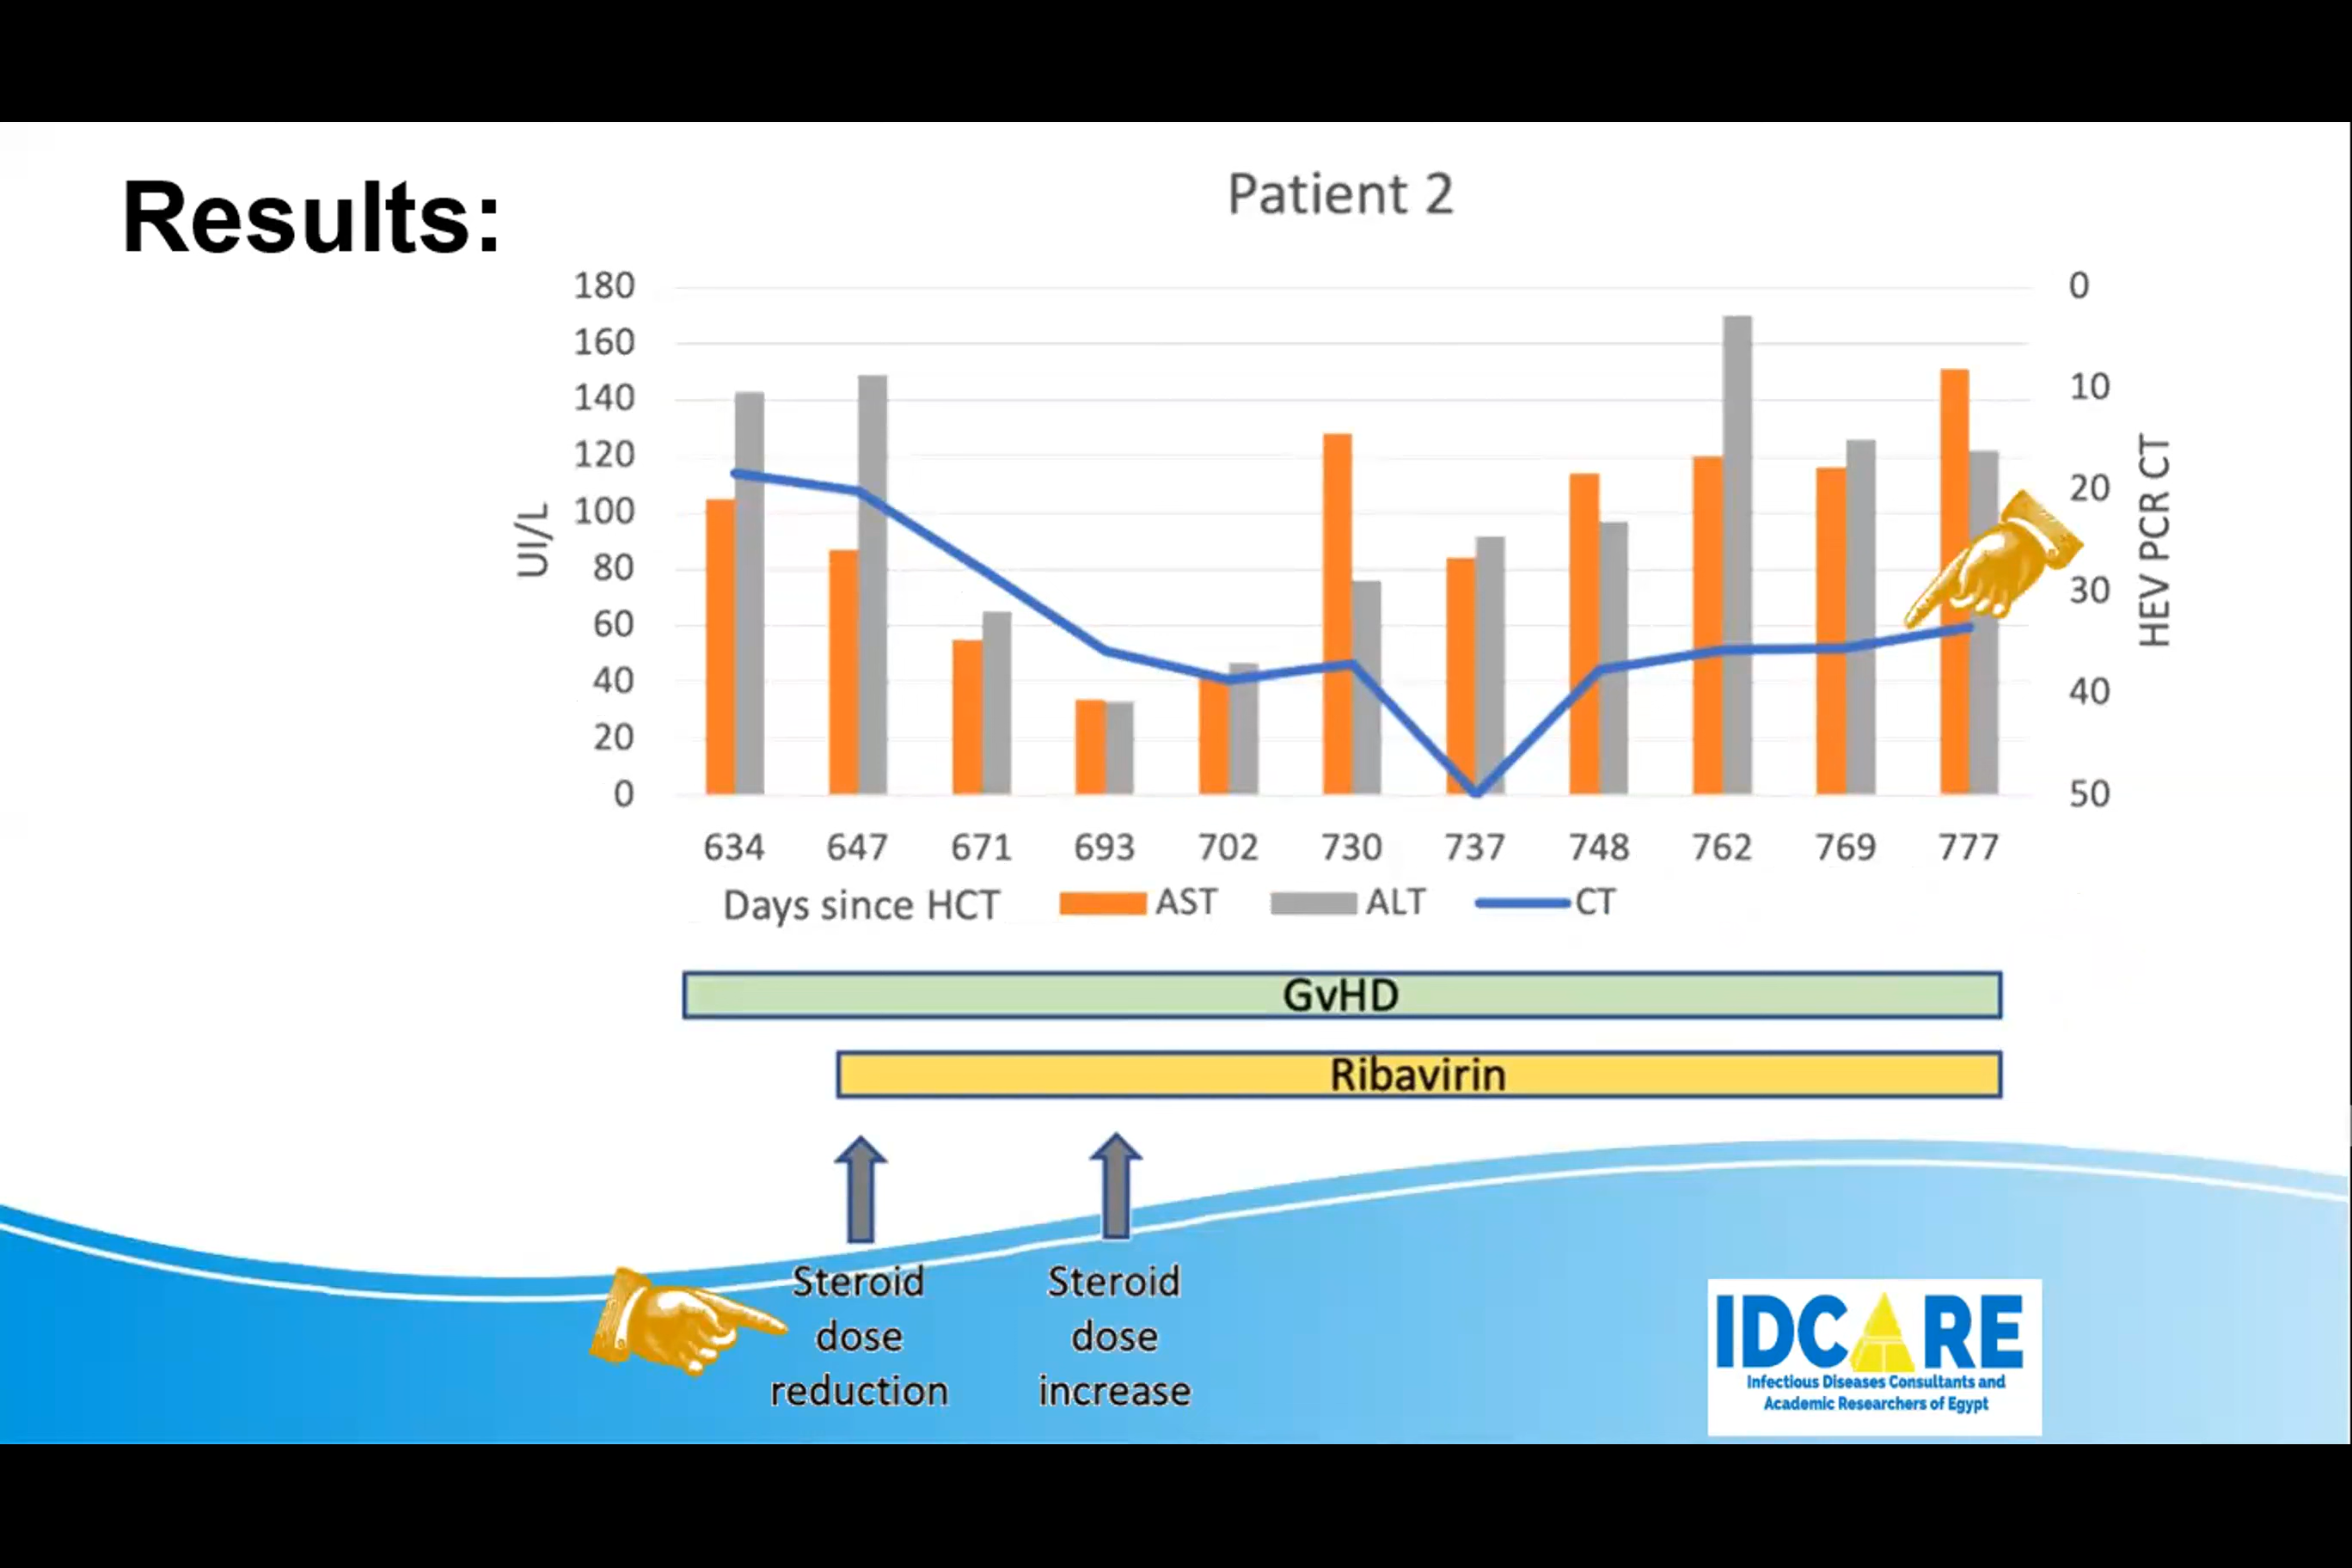 Results:
Patient 2
180
160
140
120
100
80
60
40
20
0
UI/L
0
10
20
30
40
50
HEV PCR CT
634 647 671 693 702 730 737 748 762 769 777
Days since HCT AST ALT CT
GvHD
Ribavirin
Steroid
dose
reduction
Steroid
dose
increase
IDCARE
Infectious Diseases Consultants and
Academic Researchers of Egypt